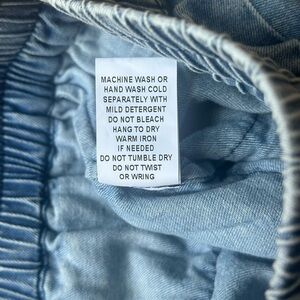 MACHINE WASH OR
HAND WASH COLD
SEPARATELY WITH
MILD DETERGENT
DO NOT BLEACH
HANG TO DRY
WARM IRON
IF NEEDED
DO NOT TUMBLE DRY
DO NOT TWIST
OR WRING